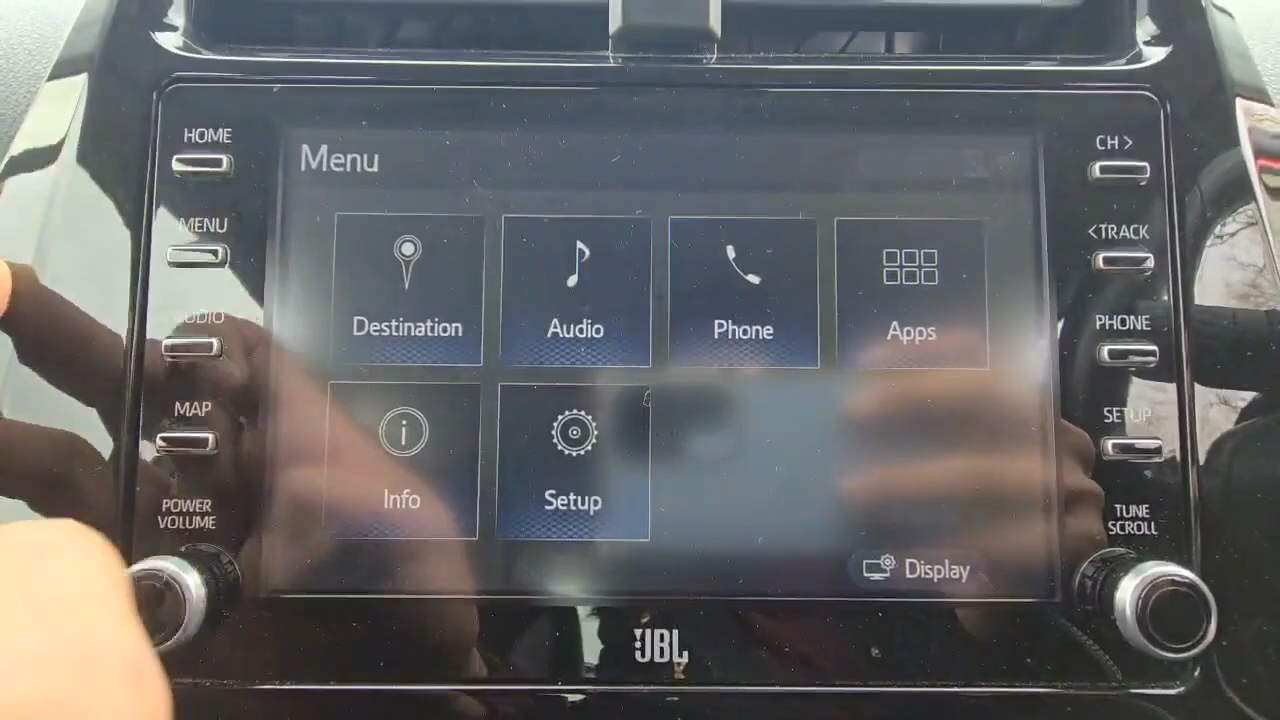 HOME
MENU
AUDIO
MAP
POWER
VOLUME
Menu
Destination
Audio
Phone
Apps
Info
Setup
Display
CH >
< TRACK
PHONE
SETUP
TUNE
SCROLL
JBL